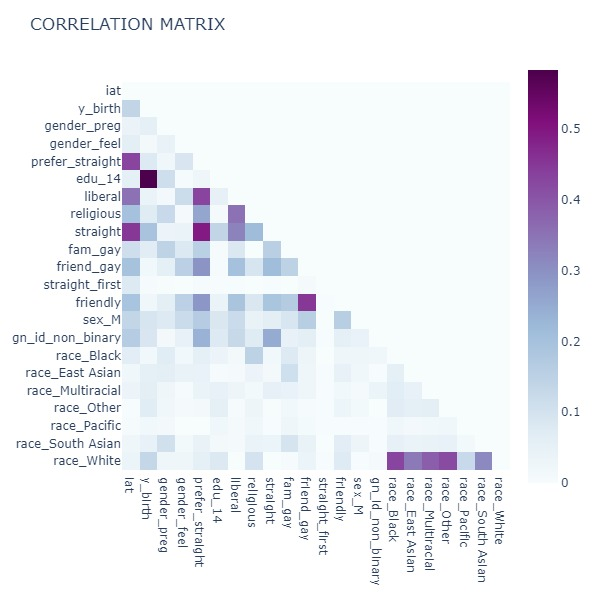 CORRELATION MATRIX
iat
y_birth
gender_preg
gender_feel
prefer_straight
edu_14
liberal
religious
straight
fam_gay
friend_gay
straight_first
friendly
sex_M
gn_id_non_binary
race_Black
race_East Asian
race_Multiracial
race_Other
race_Pacific
race_South Asian
race_White
iat
y_birth
gender_preg
gender_feel
prefer_straight
edu_14
liberal
religious
straight
fam_gay
friend_gay
straight_first
friendly
sex_M
gn_id_non_binary
race_Black
race_East Asian
race_Multiracial
race_Other
race_Pacific
race_South Asian
race_White
0.5
0.4
0.3
0.2
0.1
0